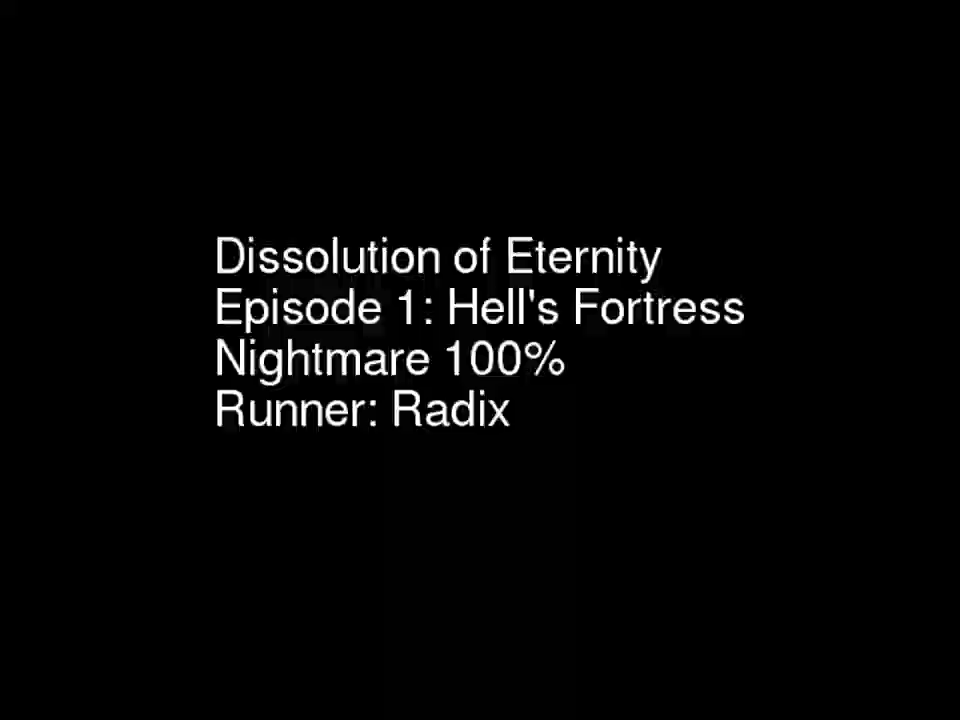 Dissolution of Eternity
Episode 1: Hell's Fortress
Nightmare 100%
Runner: Radix